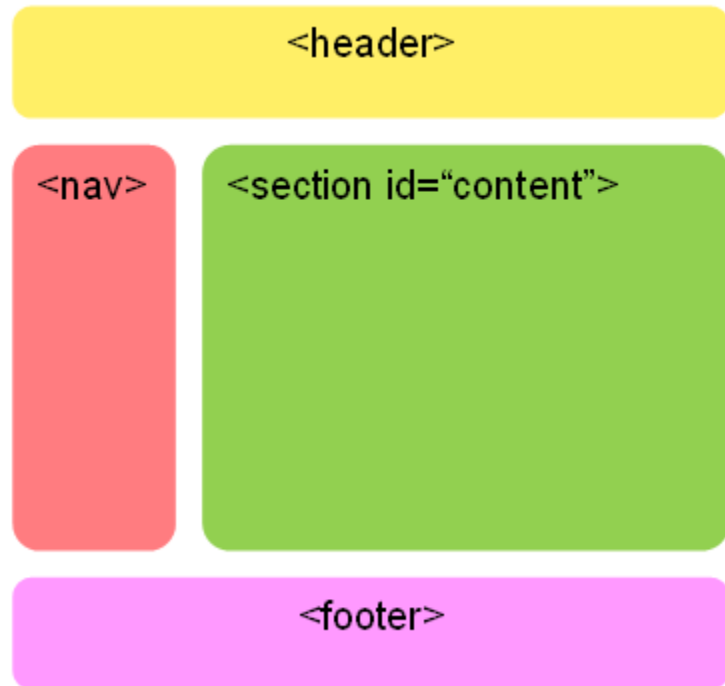 <header>
<nav>
<section id=“content”>
<footer>